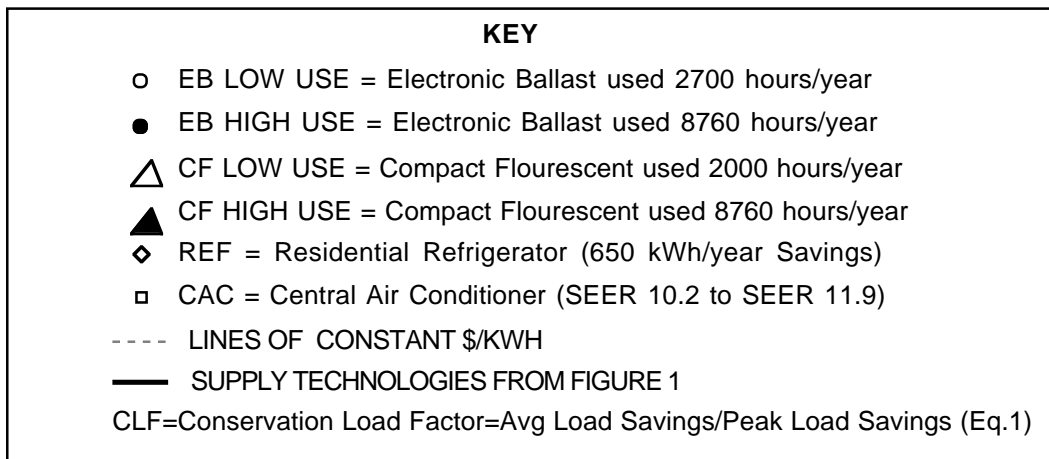 KEY
EB LOW USE = Electronic Ballast used 2700 hours/year
EB HIGH USE = Electronic Ballast used 8760 hours/year
CF LOW USE = Compact Flourescent used 2000 hours/year
CF HIGH USE = Compact Flourescent used 8760 hours/year
REF = Residential Refrigerator (650 kWh/year Savings)
CAC = Central Air Conditioner (SEER 10.2 to SEER 11.9)
LINES OF CONSTANT $/KWH
SUPPLY TECHNOLOGIES FROM FIGURE 1
CLF=Conservation Load Factor=Avg Load Savings/Peak Load Savings (Eq.1)